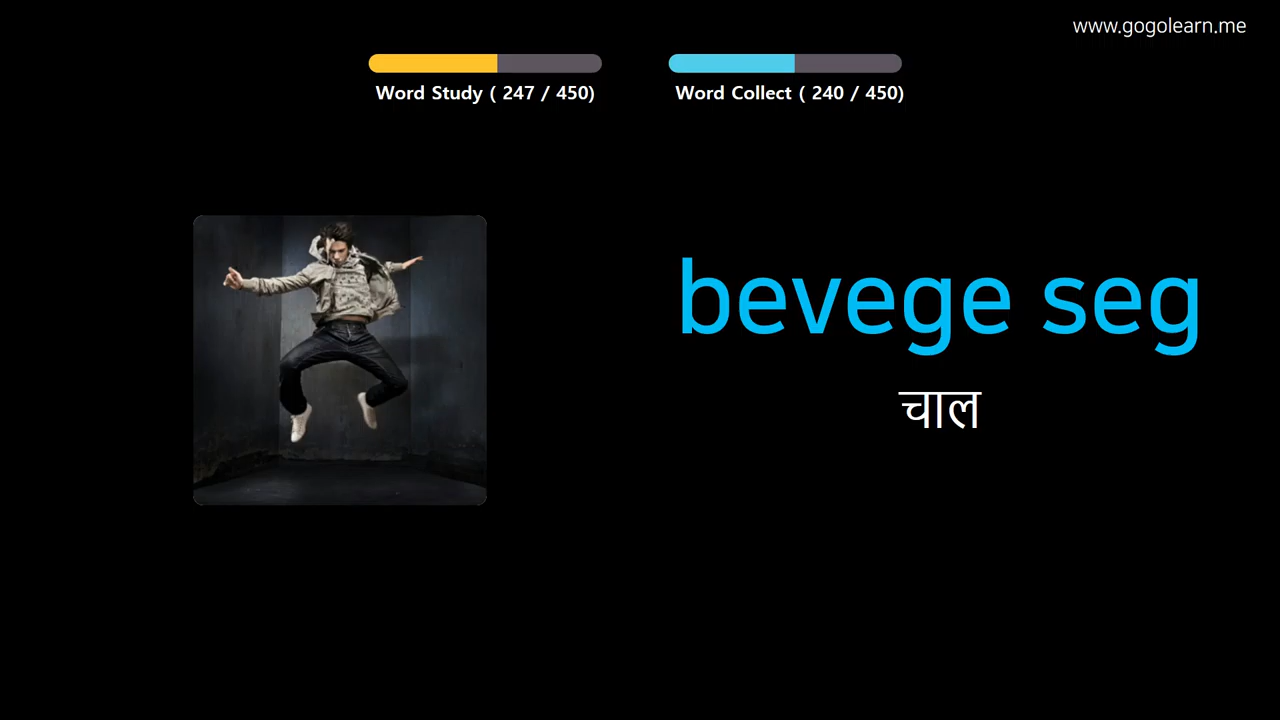 www.gogolearn.me
Word Study ( 247 / 450)
Word Collect ( 240 / 450)
bevege seg
चाल